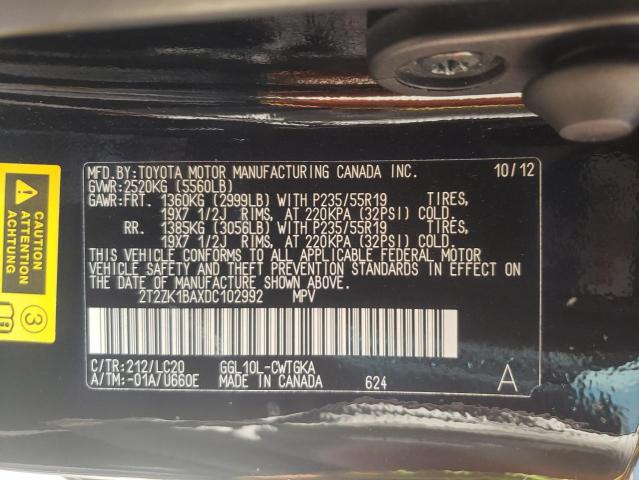 MFD.BY:TOYOTA MOTOR MANUFACTURING CANADA INC. 10/12
GVWR:2520KG (5560LB)
GAWR:FRT. 1360KG (2999LB) WITH P235/55R19 TIRES,
19X7 1/2J RIMS, AT 220KPA (32PSI) COLD.
RR. 1385KG (3056LB) WITH P235/55R19 TIRES,
19X7 1/2J RIMS, AT 220KPA (32PSI) COLD.
THIS VEHICLE CONFORMS TO ALL APPLICABLE FEDERAL MOTOR
VEHICLE SAFETY AND THEFT PREVENTION STANDARDS IN EFFECT
ON THE DATE OF MANUFACTURE SHOWN ABOVE.
2T2ZK1BAXDC102992 MPV
C/TR:212/LC20 GGL10L-CWTGKA
A/TM:-01A/U660E MADE IN CANADA 624 A
CAUTION
ATTENTION
ACHTUNG
3